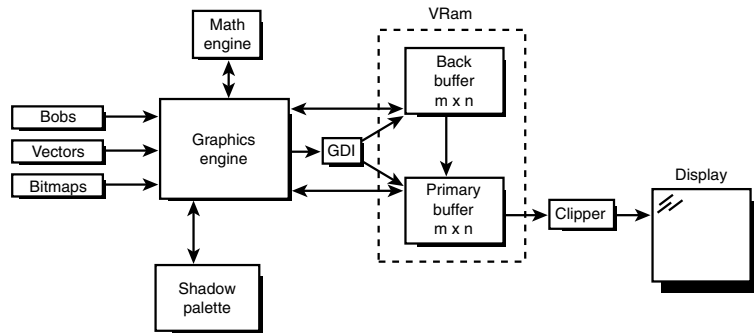 VRam
Math
engine
Back
buffer
m x n
Bobs
Vectors
Bitmaps
Graphics
engine
GDI
Primary
buffer
m x n
Clipper
Display
Shadow
palette